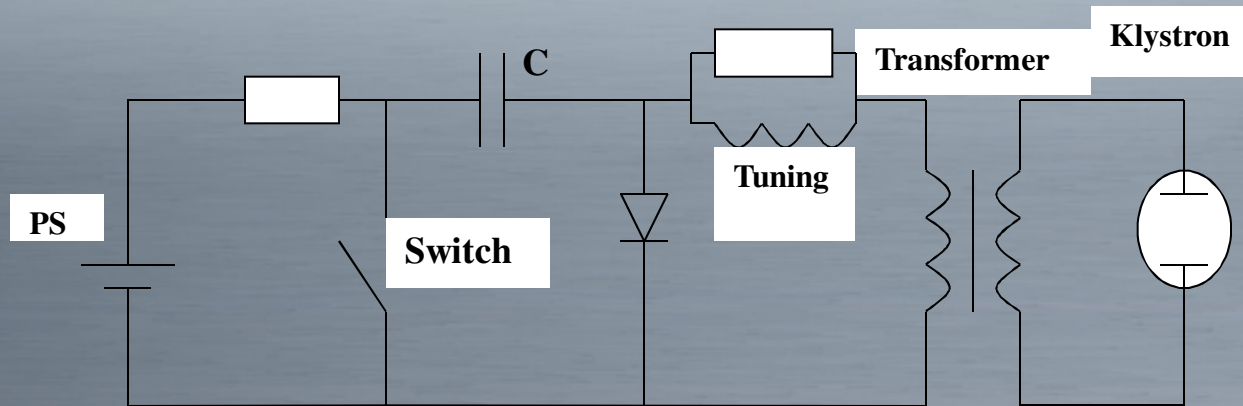 C
Transformer
Klystron
Tuning
PS
Switch